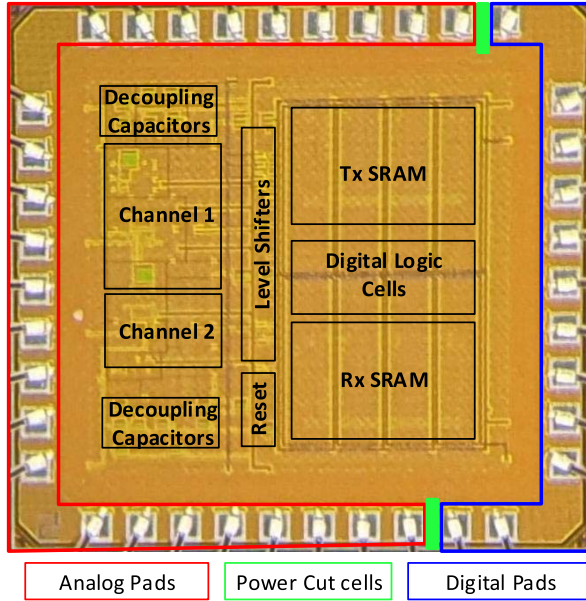 Decoupling
Capacitors
Channel 1
Level Shifters
Tx SRAM
Digital Logic
Cells
Channel 2
Rx SRAM
Reset
Decoupling
Capacitors
Analog Pads
Power Cut cells
Digital Pads